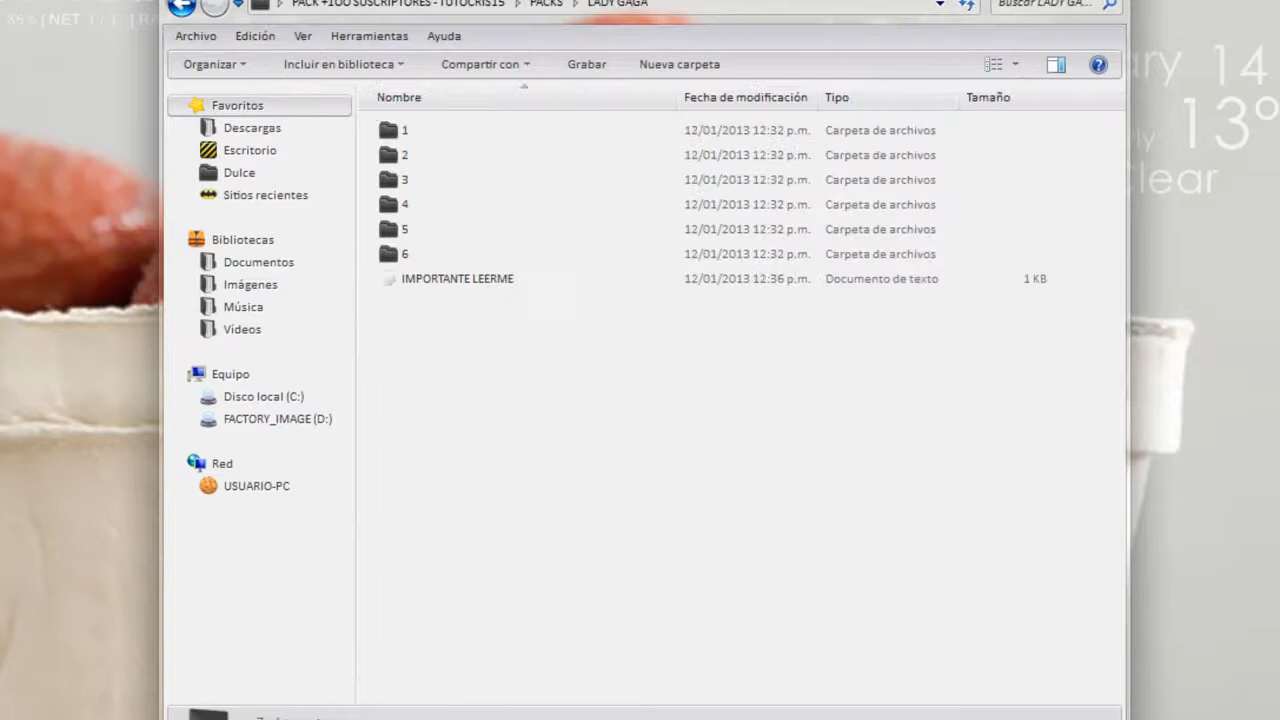 85% | NET
PACK +100 SUSCRIPTORES - TUTOCRIS15 PACKS LADY GAGA
Buscar LADY GA...
Archivo Edición Ver Herramientas Ayuda
Organizar Incluir en biblioteca Compartir con Grabar Nueva carpeta
Nombre Fecha de modificación Tipo Tamaño
Favoritos
Descargas
Escritorio
Dulce
Sitios recientes
Bibliotecas
Documentos
Imágenes
Música
Vídeos
Equipo
Disco local (C:)
FACTORY_IMAGE (D:)
Red
USUARIO-PC
1 12/01/2013 12:32 p.m. Carpeta de archivos
2 12/01/2013 12:32 p.m. Carpeta de archivos
3 12/01/2013 12:32 p.m. Carpeta de archivos
4 12/01/2013 12:32 p.m. Carpeta de archivos
5 12/01/2013 12:32 p.m. Carpeta de archivos
6 12/01/2013 12:32 p.m. Carpeta de archivos
IMPORTANTE LEERME 12/01/2013 12:36 p.m. Documento de texto 1 KB
14
13°
Clear